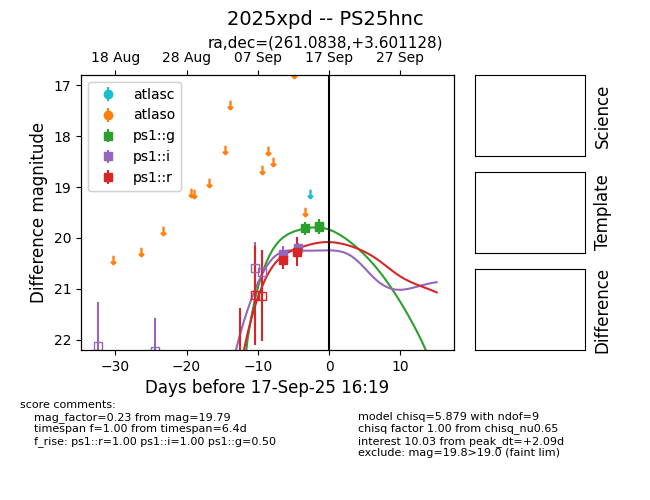 2025xpd -- PS25hnc
ra,dec=(261.0838,+3.601128)
18 Aug 28 Aug 07 Sep 17 Sep 27 Sep
atlasc
atlaso
ps1::g
ps1::i
ps1::r
17
18
19
20
21
22
Difference magnitude
−30 −20 −10 0 10
Days before 17-Sep-25 16:19
Science
Template
Difference
score comments:
mag_factor=0.23 from mag=19.79
timespan f=1.00 from timespan=6.4d
f_rise: ps1::r=1.00 ps1::i=1.00 ps1::g=0.50
model chisq=5.879 with ndof=9
chisq factor 1.00 from chisq_nu0.65
interest 10.03 from peak_dt=+2.09d
exclude: mag=19.8>19.0 (faint lim)